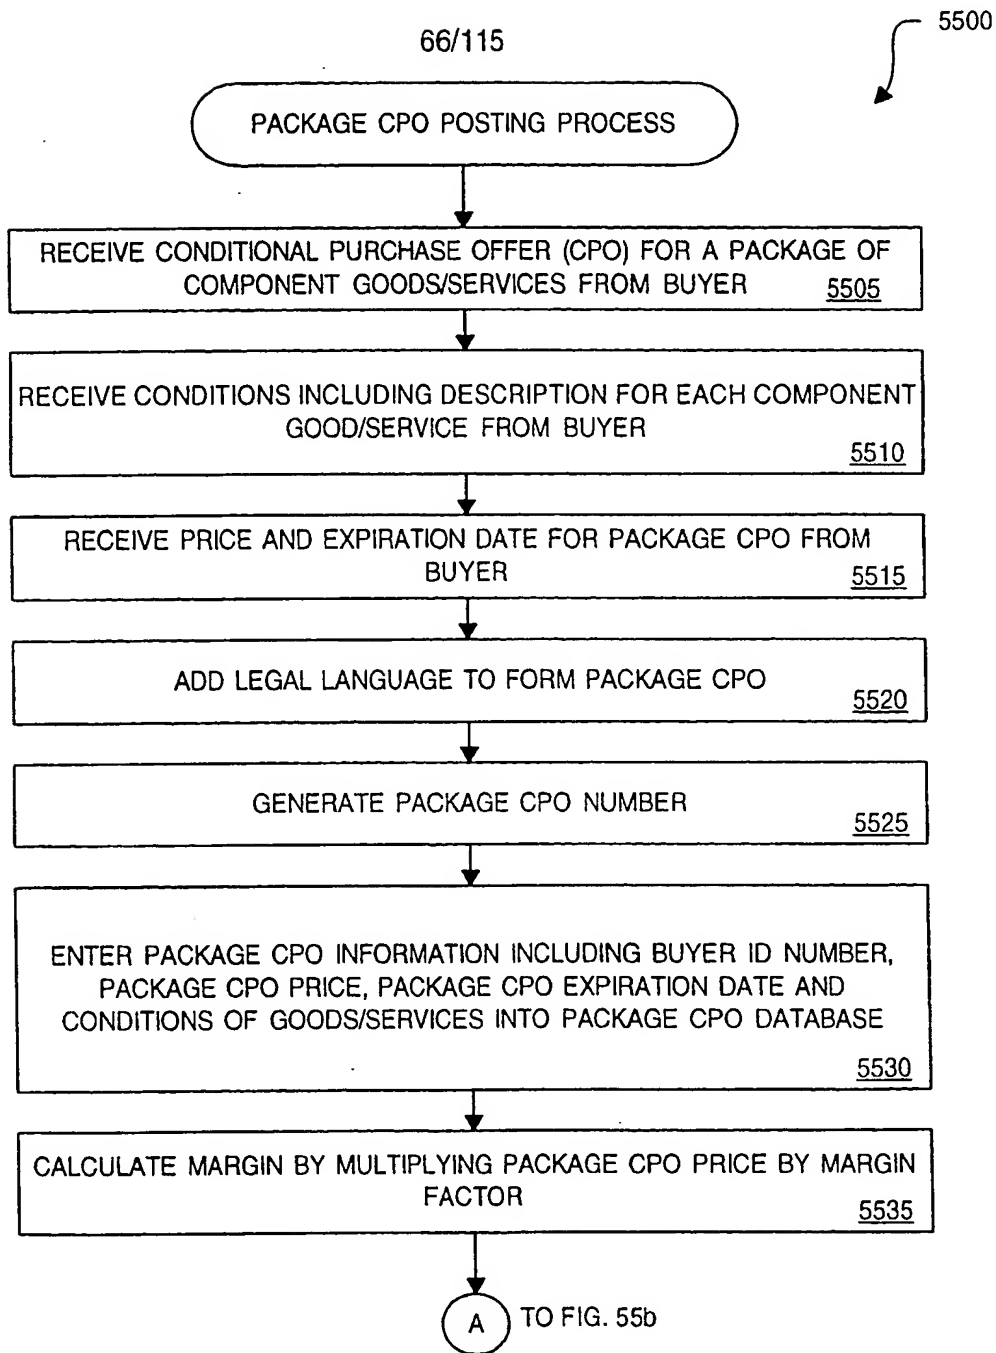 5500
66/115
PACKAGE CPO POSTING PROCESS
RECEIVE CONDITIONAL PURCHASE OFFER (CPO) FOR A PACKAGE OF
COMPONENT GOODS/SERVICES FROM BUYER 5505
RECEIVE CONDITIONS INCLUDING DESCRIPTION FOR EACH COMPONENT
GOOD/SERVICE FROM BUYER
5510
RECEIVE PRICE AND EXPIRATION DATE FOR PACKAGE CPO FROM
BUYER
5515
ADD LEGAL LANGUAGE TO FORM PACKAGE CPO
5520
GENERATE PACKAGE CPO NUMBER
5525
ENTER PACKAGE CPO INFORMATION INCLUDING BUYER ID NUMBER,
PACKAGE CPO PRICE, PACKAGE CPO EXPIRATION DATE AND
CONDITIONS OF GOODS/SERVICES INTO PACKAGE CPO DATABASE
5530
CALCULATE MARGIN BY MULTIPLYING PACKAGE CPO PRICE BY MARGIN
FACTOR
5535
A TO FIG. 55b